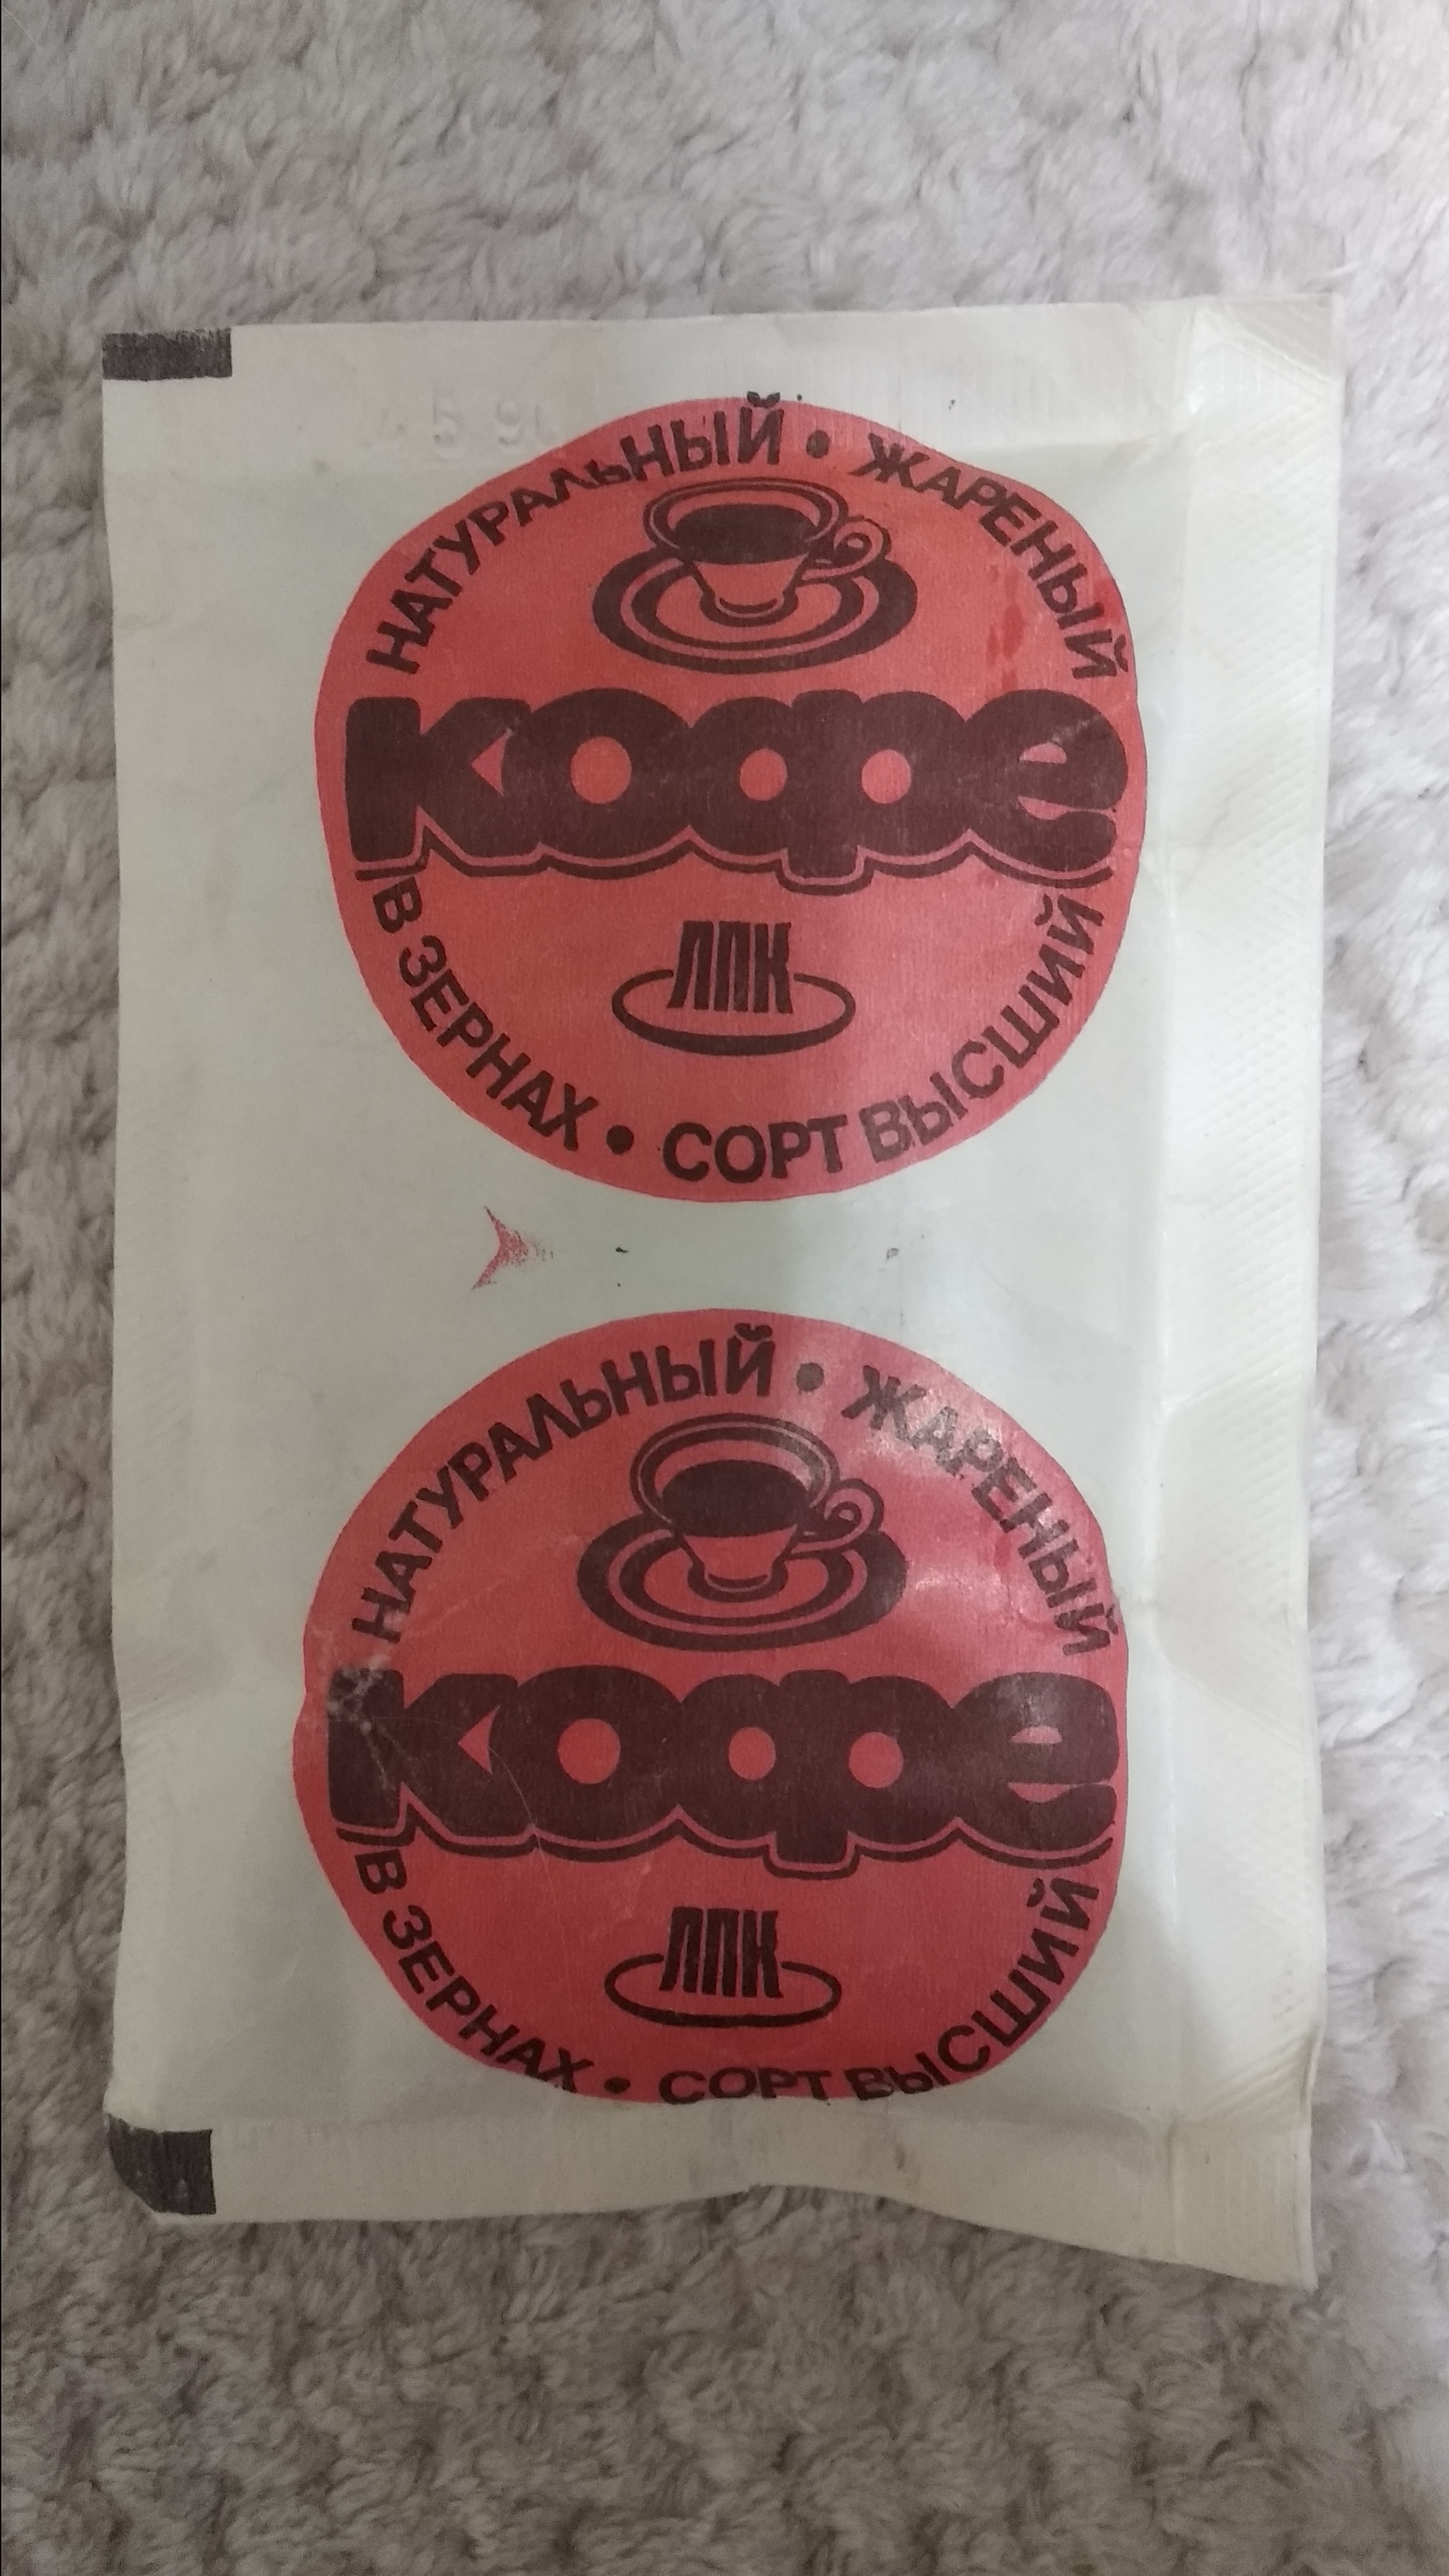 НАТУРАЛЬНЫЙ • ЖАРЕНЫЙ
кофе
ЛПК
В ЗЕРНАХ • СОРТ ВЫСШИЙ
НАТУРАЛЬНЫЙ • ЖАРЕНЫЙ
кофе
ЛПК
В ЗЕРНАХ • СОРТ ВЫСШИЙ